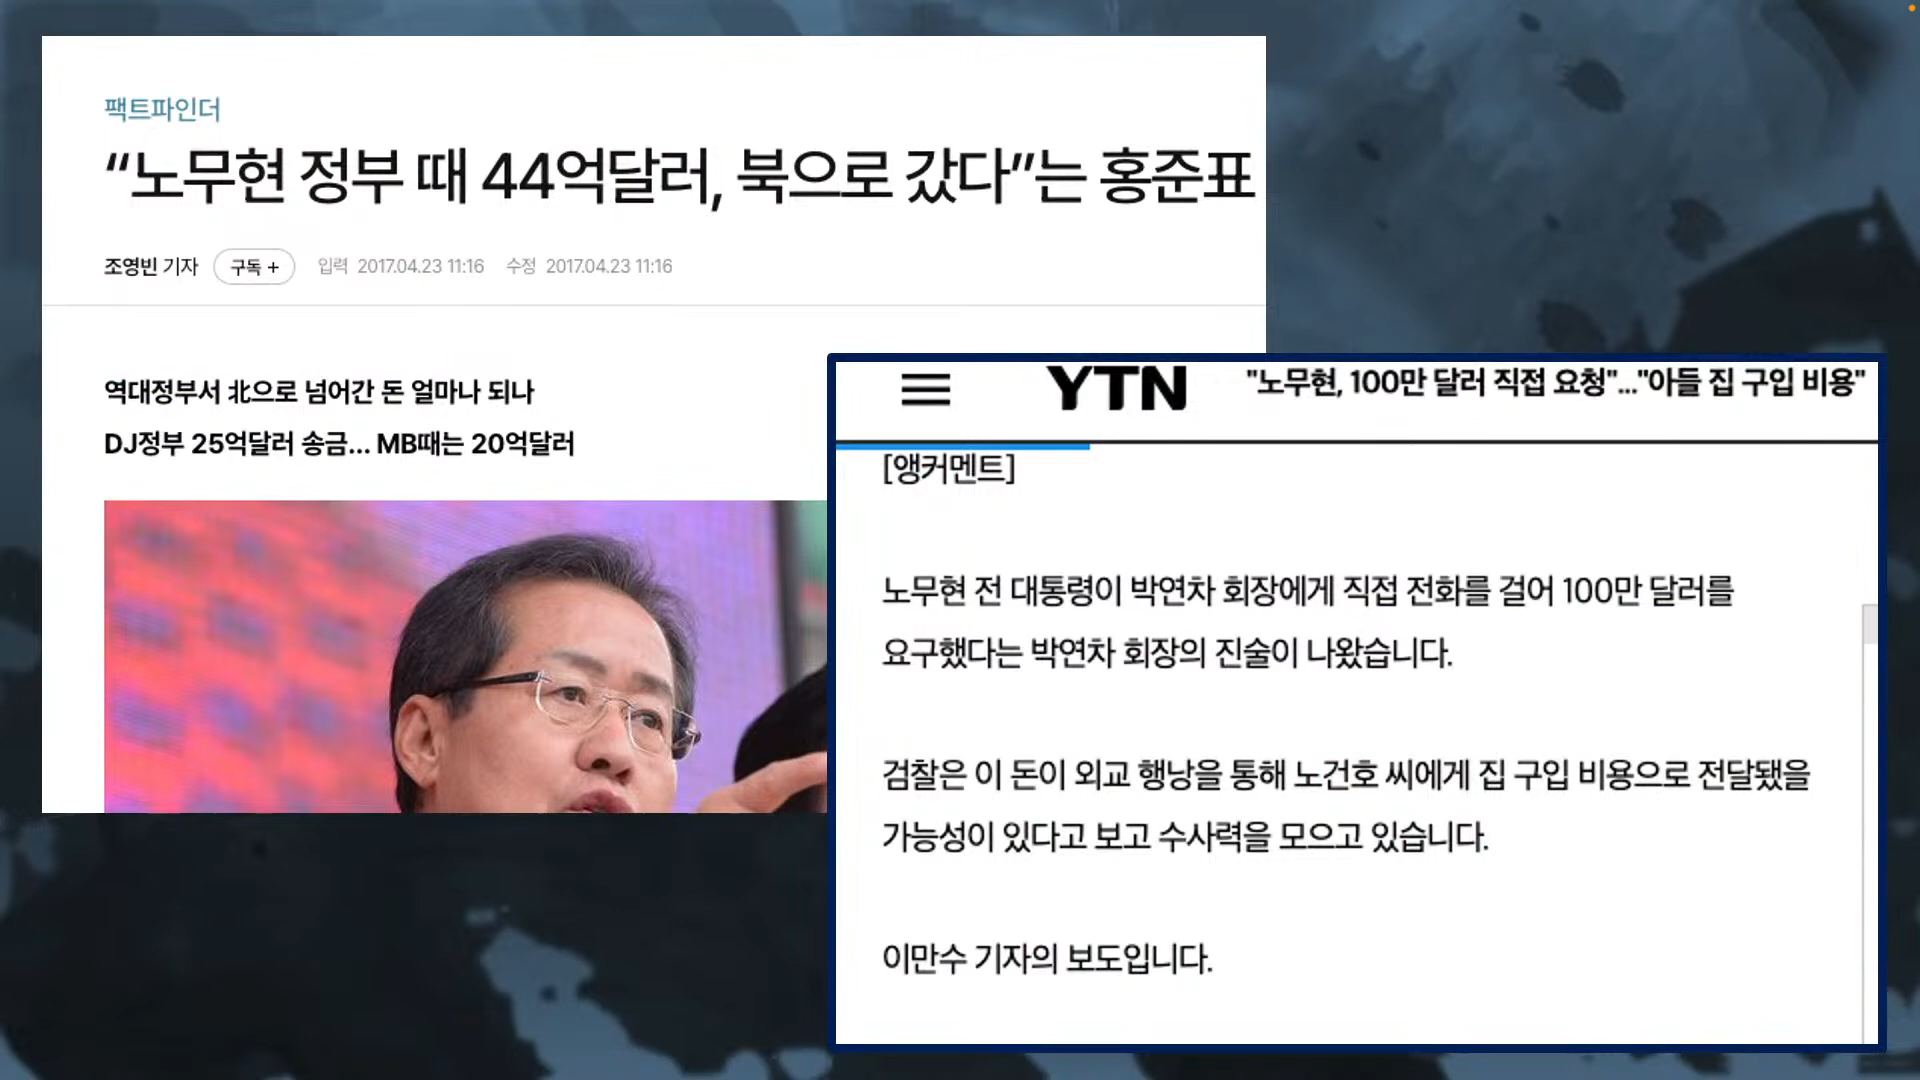 팩트파인더
“노무현 정부 때 44억달러, 북으로 갔다”는 홍준표
조영빈 기자 구독 + 입력 2017.04.23 11:16 수정 2017.04.23 11:16
역대정부서 北으로 넘어간 돈 얼마나 되나
DJ정부 25억달러 송금... MB때는 20억달러
YTN "노무현, 100만 달러 직접 요청"..."아들 집 구입 비용"
[앵커멘트]
노무현 전 대통령이 박연차 회장에게 직접 전화를 걸어 100만 달러를
요구했다는 박연차 회장의 진술이 나왔습니다.
검찰은 이 돈이 외교 행낭을 통해 노건호 씨에게 집 구입 비용으로 전달됐을
가능성이 있다고 보고 수사력을 모으고 있습니다.
이만수 기자의 보도입니다.